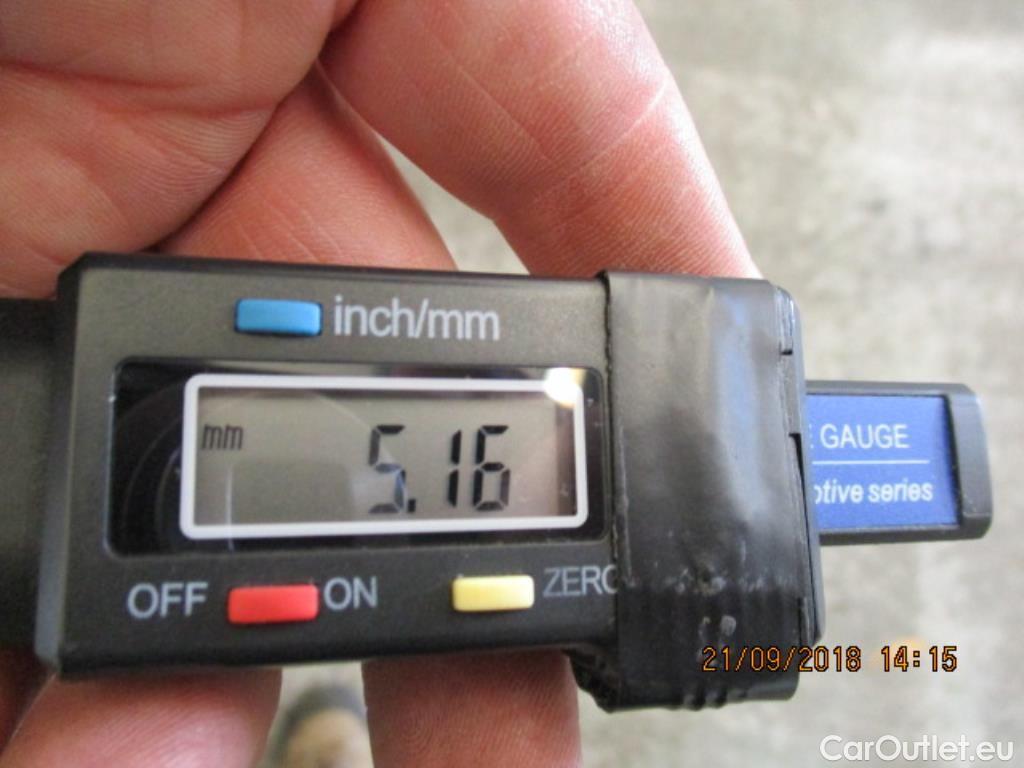 inch/mm
mm 5.16
GAUGE
otive series
OFF ON ZERO
21/09/2018 14:15
CarOutlet.eu